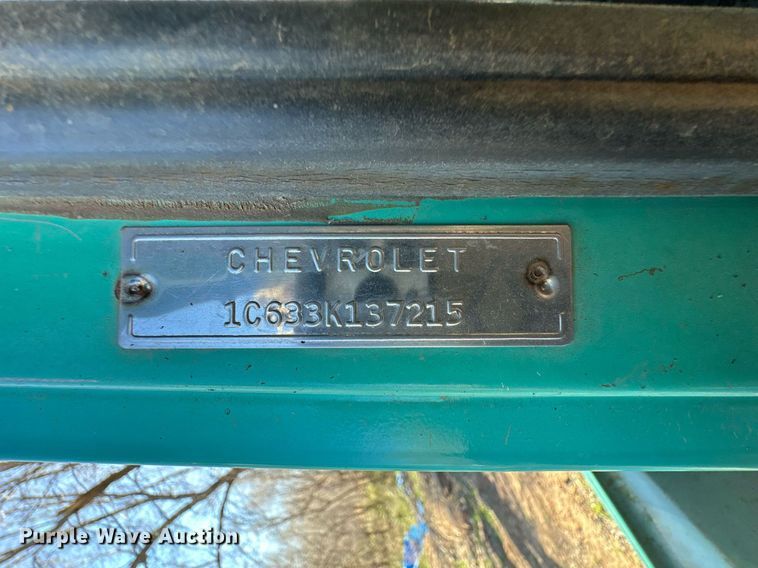 CHEVROLET
1C633K137215
Purple Wave Auction